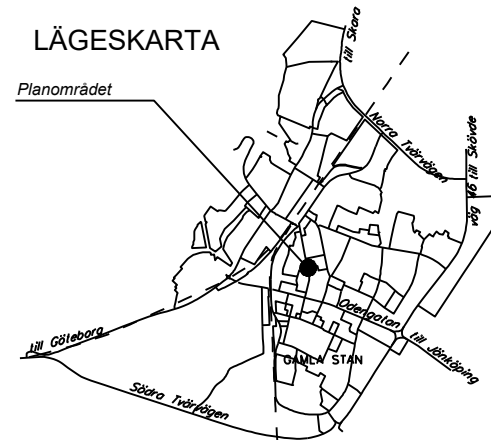 LÄGESKARTA
till Skara
Planområdet
Norra Tvärvägen
väg 46 till Skövde
Odengatan
till Jönköping
till Göteborg
GAMLA STAN
Södra Tvärvägen